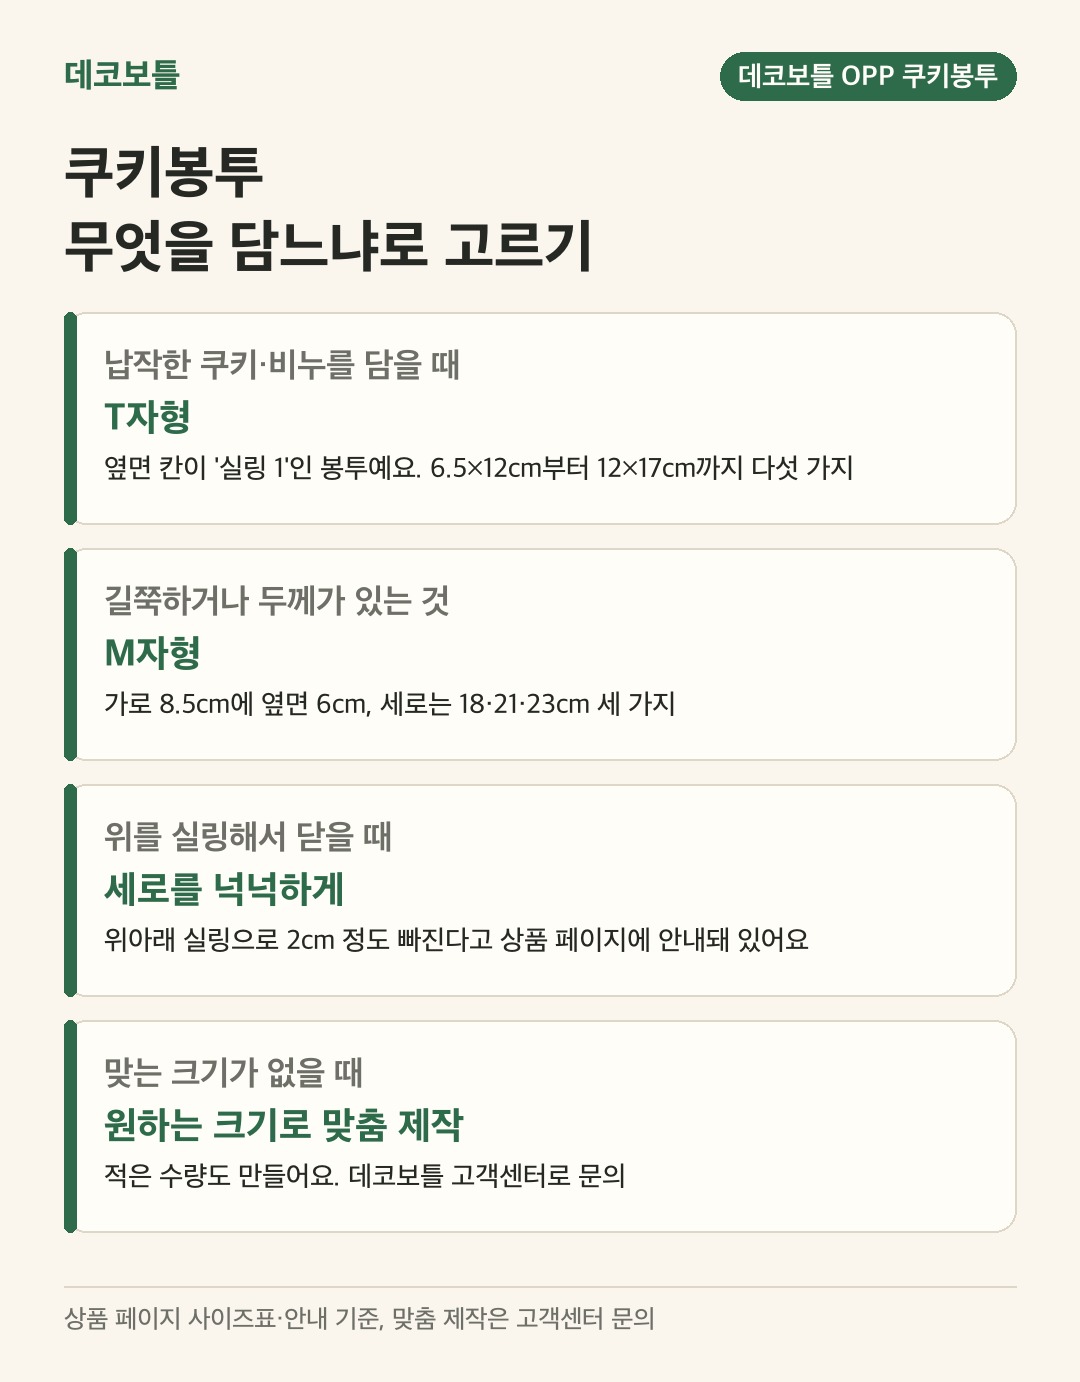 데코보틀
데코보틀 OPP 쿠키봉투
쿠키봉투
무엇을 담느냐로 고르기
납작한 쿠키·비누를 담을 때
T자형
옆면 칸이 '실링 1'인 봉투예요. 6.5×12cm부터 12×17cm까지 다섯 가지
길쭉하거나 두께가 있는 것
M자형
가로 8.5cm에 옆면 6cm, 세로는 18·21·23cm 세 가지
위를 실링해서 닫을 때
세로를 넉넉하게
위아래 실링으로 2cm 정도 빠진다고 상품 페이지에 안내돼 있어요
맞는 크기가 없을 때
원하는 크기로 맞춤 제작
적은 수량도 만들어요. 데코보틀 고객센터로 문의
상품 페이지 사이즈표·안내 기준, 맞춤 제작은 고객센터 문의